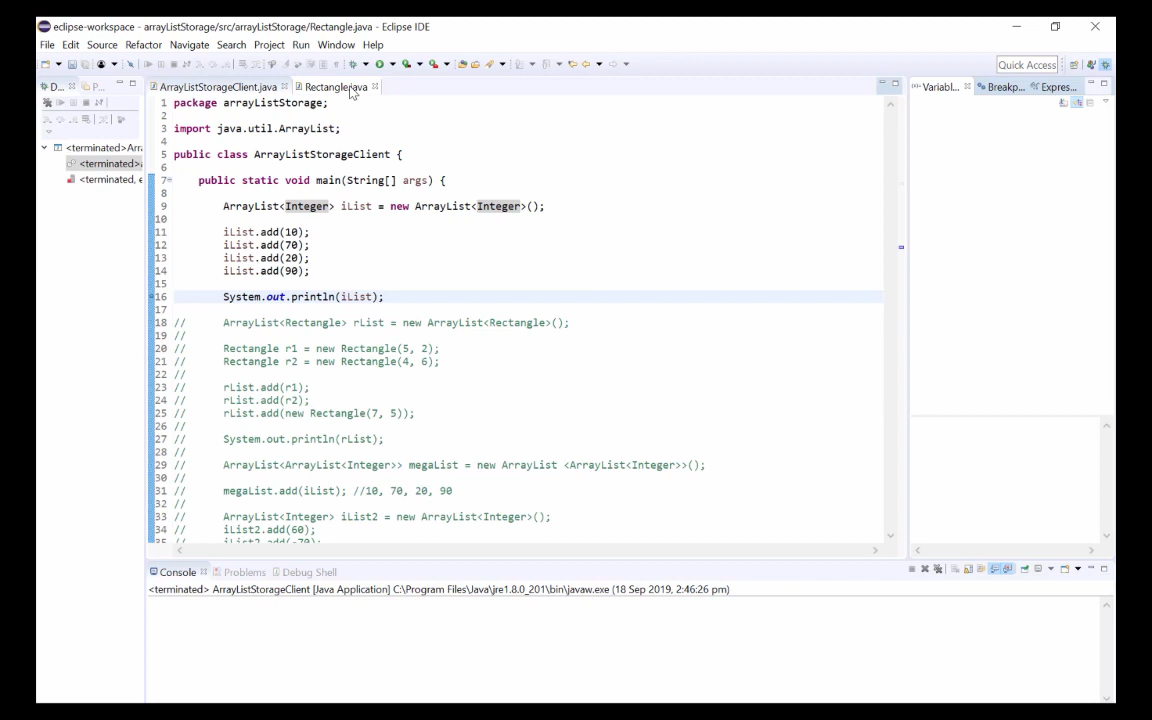 eclipse-workspace - arrayListStorage/src/arrayListStorage/Rectangle.java - Eclipse IDE
File Edit Source Refactor Navigate Search Project Run Window Help
Quick Access
D... P... ArrayListStorageClient.java Rectangle.java Variabl... Breakp... Expres...
<terminated>Arra
<terminated>a
<terminated, e
1 package arrayListStorage;
2
3 import java.util.ArrayList;
4
5 public class ArrayListStorageClient {
6
7 public static void main(String[] args) {
8
9 ArrayList<Integer> iList = new ArrayList<Integer>();
10
11 iList.add(10);
12 iList.add(70);
13 iList.add(20);
14 iList.add(90);
15
16 System.out.println(iList);
17
18 // ArrayList<Rectangle> rList = new ArrayList<Rectangle>();
19 //
20 // Rectangle r1 = new Rectangle(5, 2);
21 // Rectangle r2 = new Rectangle(4, 6);
22 //
23 // rList.add(r1);
24 // rList.add(r2);
25 // rList.add(new Rectangle(7, 5));
26 //
27 // System.out.println(rList);
28 //
29 // ArrayList<ArrayList<Integer>> megaList = new ArrayList <ArrayList<Integer>>();
30 //
31 // megaList.add(iList); //10, 70, 20, 90
32 //
33 // ArrayList<Integer> iList2 = new ArrayList<Integer>();
34 // iList2.add(60);
35 // iList2.add(-70);
Console Problems Debug Shell
<terminated> ArrayListStorageClient [Java Application] C:\Program Files\Java\jre1.8.0_201\bin\javaw.exe (18 Sep 2019, 2:46:26 pm)